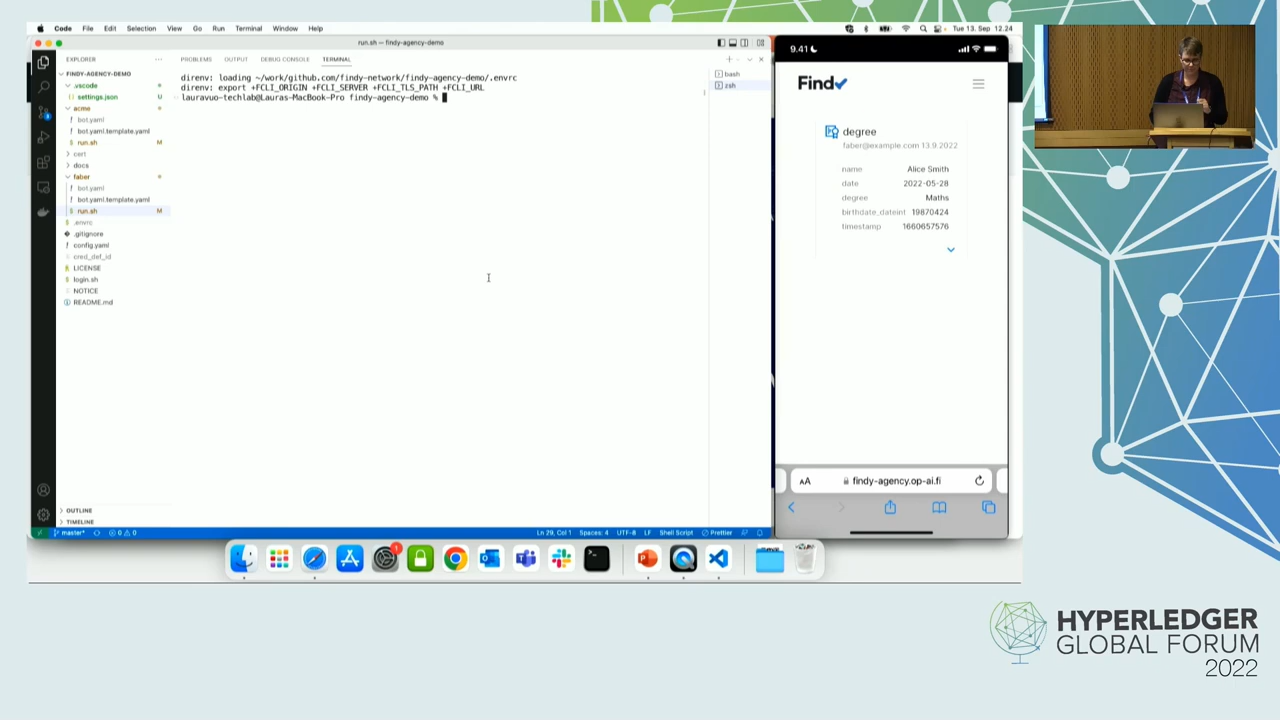 Code File Edit Selection View Go Run Terminal Window Help
Tue 13. Sep 12.24
run.sh — findy-agency-demo
EXPLORER
FINDY-AGENCY-DEMO
.vscode
settings.json U
acme
bot.yaml
bot.yaml.template.yaml
run.sh M
cert
docs
faber
bot.yaml
bot.yaml.template.yaml
run.sh M
.envrc
.gitignore
config.yaml
cred_def_id
LICENSE
login.sh
NOTICE
README.md
OUTLINE
TIMELINE
PROBLEMS OUTPUT DEBUG CONSOLE TERMINAL
direnv: loading ~/work/github.com/findy-network/findy-agency-demo/.envrc
direnv: export +FCLI_ORIGIN +FCLI_SERVER +FCLI_TLS_PATH +FCLI_URL
lauravuo-techlab@Lauras-MacBook-Pro findy-agency-demo %
bash
zsh
master* 0 0 Ln 29, Col 1 Spaces: 4 UTF-8 LF Shell Script Prettier
9.41
Findy
degree
faber@example.com 13.9.2022
name Alice Smith
date 2022-05-28
degree Maths
birthdate_dateint 19870424
timestamp 1660657576
AA findy-agency.op-ai.fi
HYPERLEDGER
GLOBAL FORUM
2022